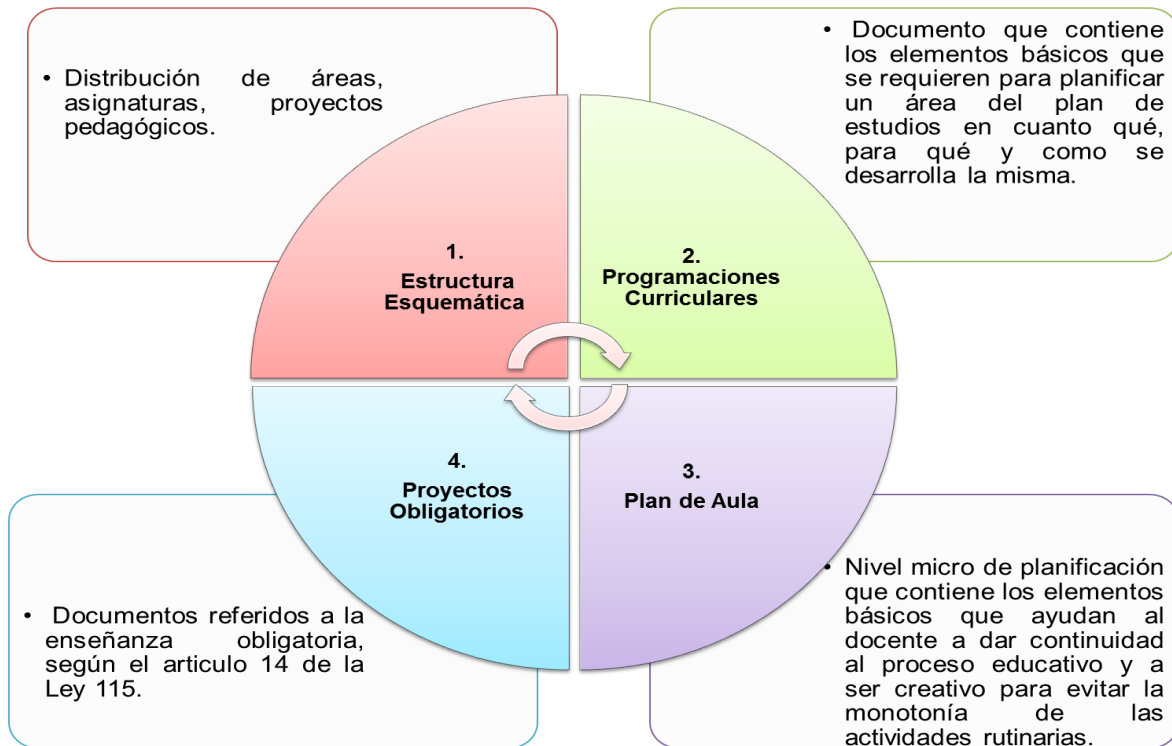 • Distribución de áreas,
asignaturas, proyectos
pedagógicos.
• Documento que contiene
los elementos básicos que
se requieren para planificar
un área del plan de
estudios en cuanto qué,
para qué y como se
desarrolla la misma.
1.
Estructura
Esquemática
2.
Programaciones
Curriculares
4.
Proyectos
Obligatorios
3.
Plan de Aula
• Documentos referidos a la
enseñanza obligatoria,
según el articulo 14 de la
Ley 115.
• Nivel micro de planificación
que contiene los elementos
básicos que ayudan al
docente a dar continuidad
al proceso educativo y a
ser creativo para evitar la
monotonía de las
actividades rutinarias.